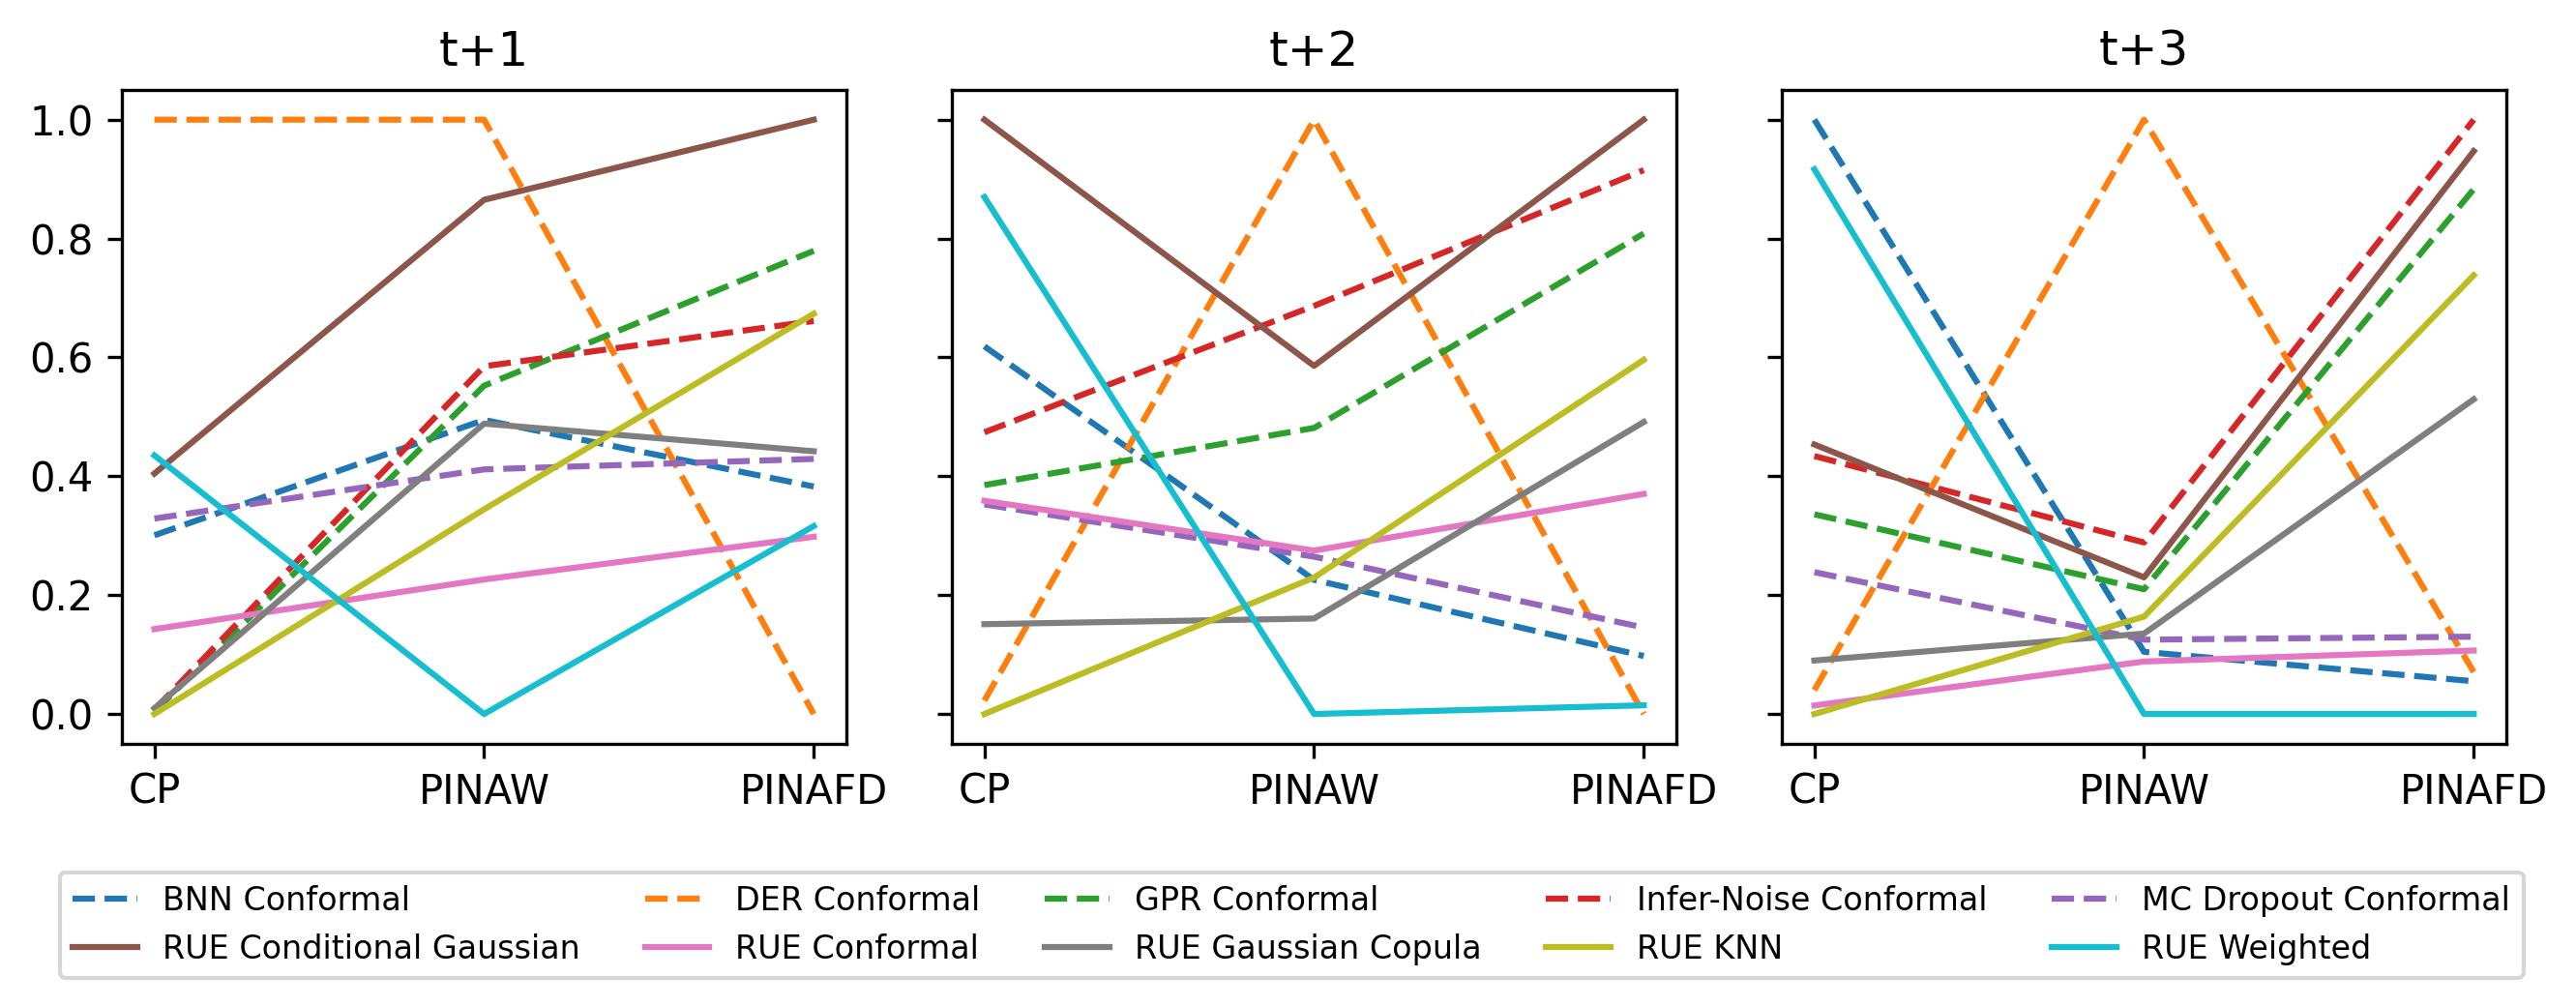 t+1 t+2 t+3
1.0
0.8
0.6
0.4
0.2
0.0
CP PINAW PINAFD CP PINAW PINAFD CP PINAW PINAFD
BNN Conformal DER Conformal GPR Conformal Infer-Noise Conformal MC Dropout Conformal
RUE Conditional Gaussian RUE Conformal RUE Gaussian Copula RUE KNN RUE Weighted